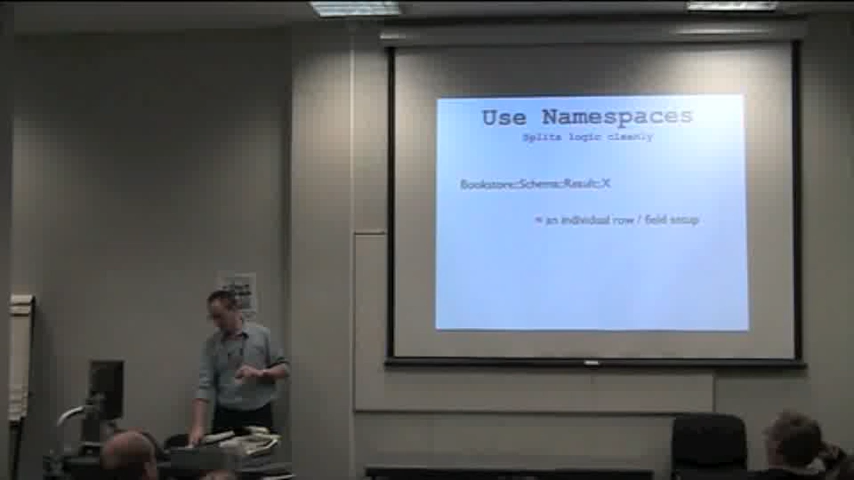 Use Namespaces
Splits logic cleanly
Bookstore::Schema::Result::X
= an individual row / field setup